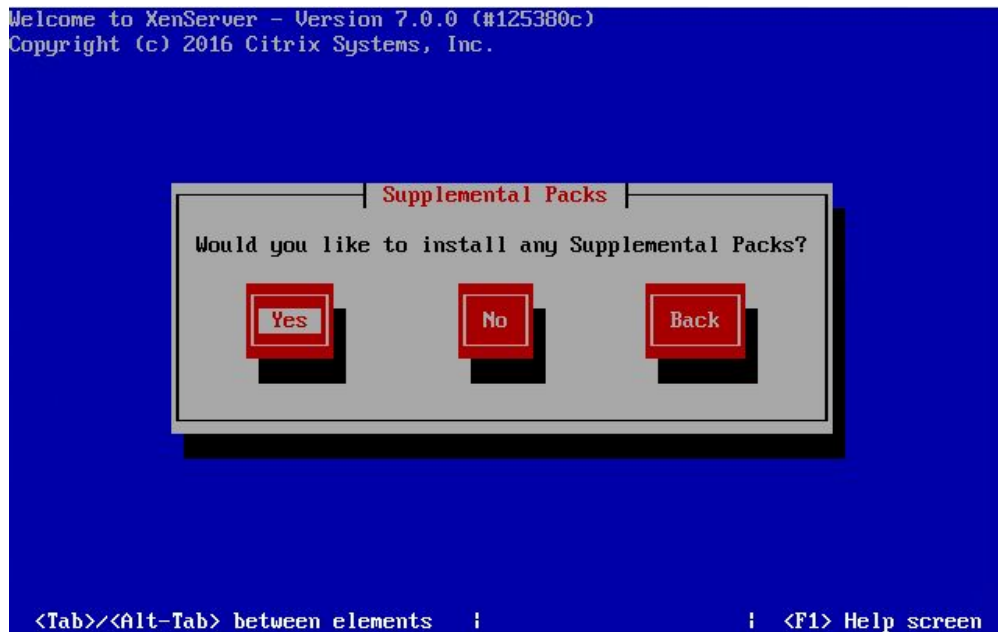 Welcome to XenServer - Version 7.0.0 (#125380c)
Copyright (c) 2016 Citrix Systems, Inc.
Supplemental Packs
Would you like to install any Supplemental Packs?
Yes No Back
<Tab>/<Alt-Tab> between elements | | <F1> Help screen